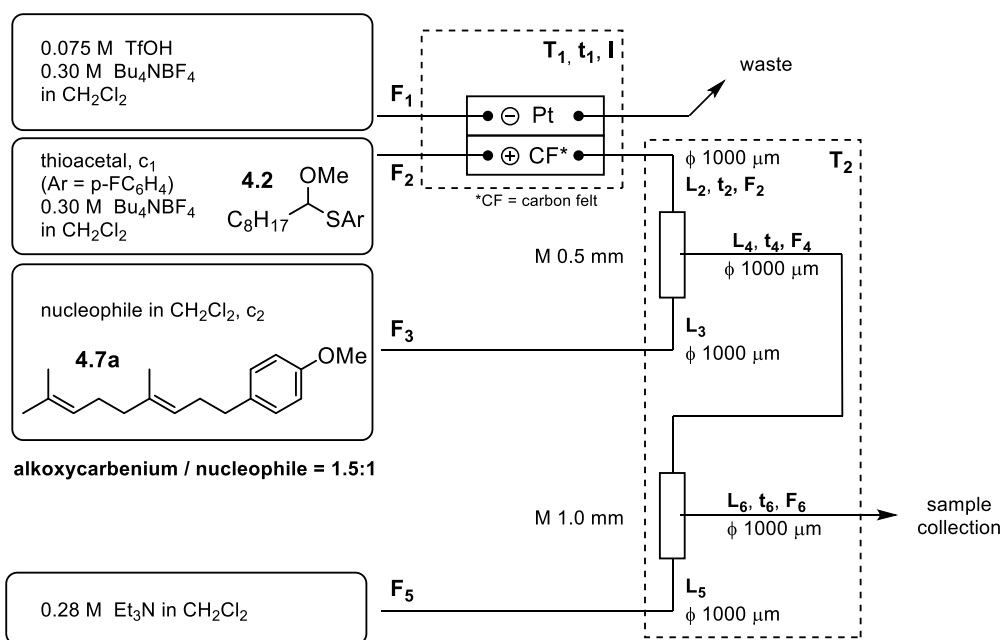 0.075 M TfOH
0.30 M Bu₄NBF₄
in CH₂Cl₂
F₁
T₁, t₁, I
⊖ Pt
waste
thioacetal, c₁
(Ar = p-FC₆H₄)
0.30 M Bu₄NBF₄
in CH₂Cl₂
4.2
OMe
C₈H₁₇
SAr
F₂
⊕ CF*
*CF = carbon felt
ϕ 1000 μm
T₂
L₂, t₂, F₂
M 0.5 mm
L₄, t₄, F₄
ϕ 1000 μm
nucleophile in CH₂Cl₂, c₂
4.7a
OMe
F₃
L₃
ϕ 1000 μm
alkoxycarbenium / nucleophile = 1.5:1
M 1.0 mm
L₆, t₆, F₆
ϕ 1000 μm
sample
collection
0.28 M Et₃N in CH₂Cl₂
F₅
L₅
ϕ 1000 μm